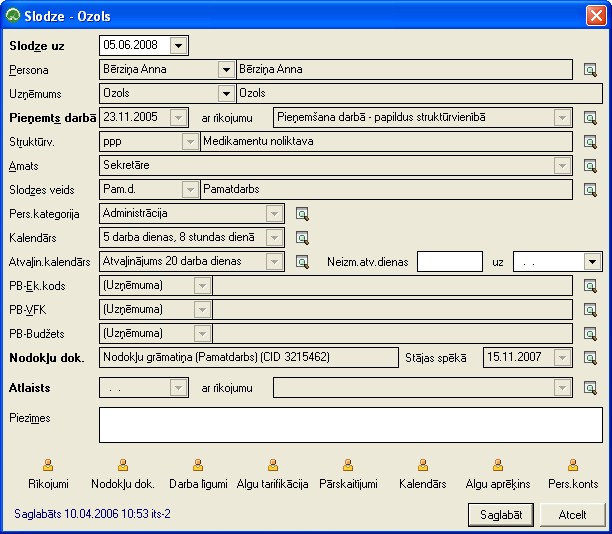 Slodze - Ozols
Slodze uz 05.06.2008
Persona Bērziņa Anna Bērziņa Anna
Uzņēmums Ozols Ozols
Pieņemts darbā 23.11.2005 ar rīkojumu Pieņemšana darbā - papildus struktūrvienībā
Struktūrv. ppp Medikamentu noliktava
Amats Sekretāre
Slodzes veids Pam.d. Pamatdarbs
Pers.kategorija Administrācija
Kalendārs 5 darba dienas, 8 stundas dienā
Atvaļin.kalendārs Atvaļinājums 20 darba dienas Neizm.atv.dienas uz . .
PB-Ek.kods (Uzņēmuma)
PB-VFK (Uzņēmuma)
PB-Budžets (Uzņēmuma)
Nodokļu dok. Nodokļu grāmatiņa (Pamatdarbs) (CID 3215462) Stājas spēkā 15.11.2007
Atlaists . . ar rīkojumu
Piezīmes
Rīkojumi Nodokļu dok. Darba līgumi Algu tarifikācija Pārskaitījumi Kalendārs Algu aprēķins Pers.konts
Saglabāts 10.04.2006 10:53 its-2 Saglabāt Atcelt